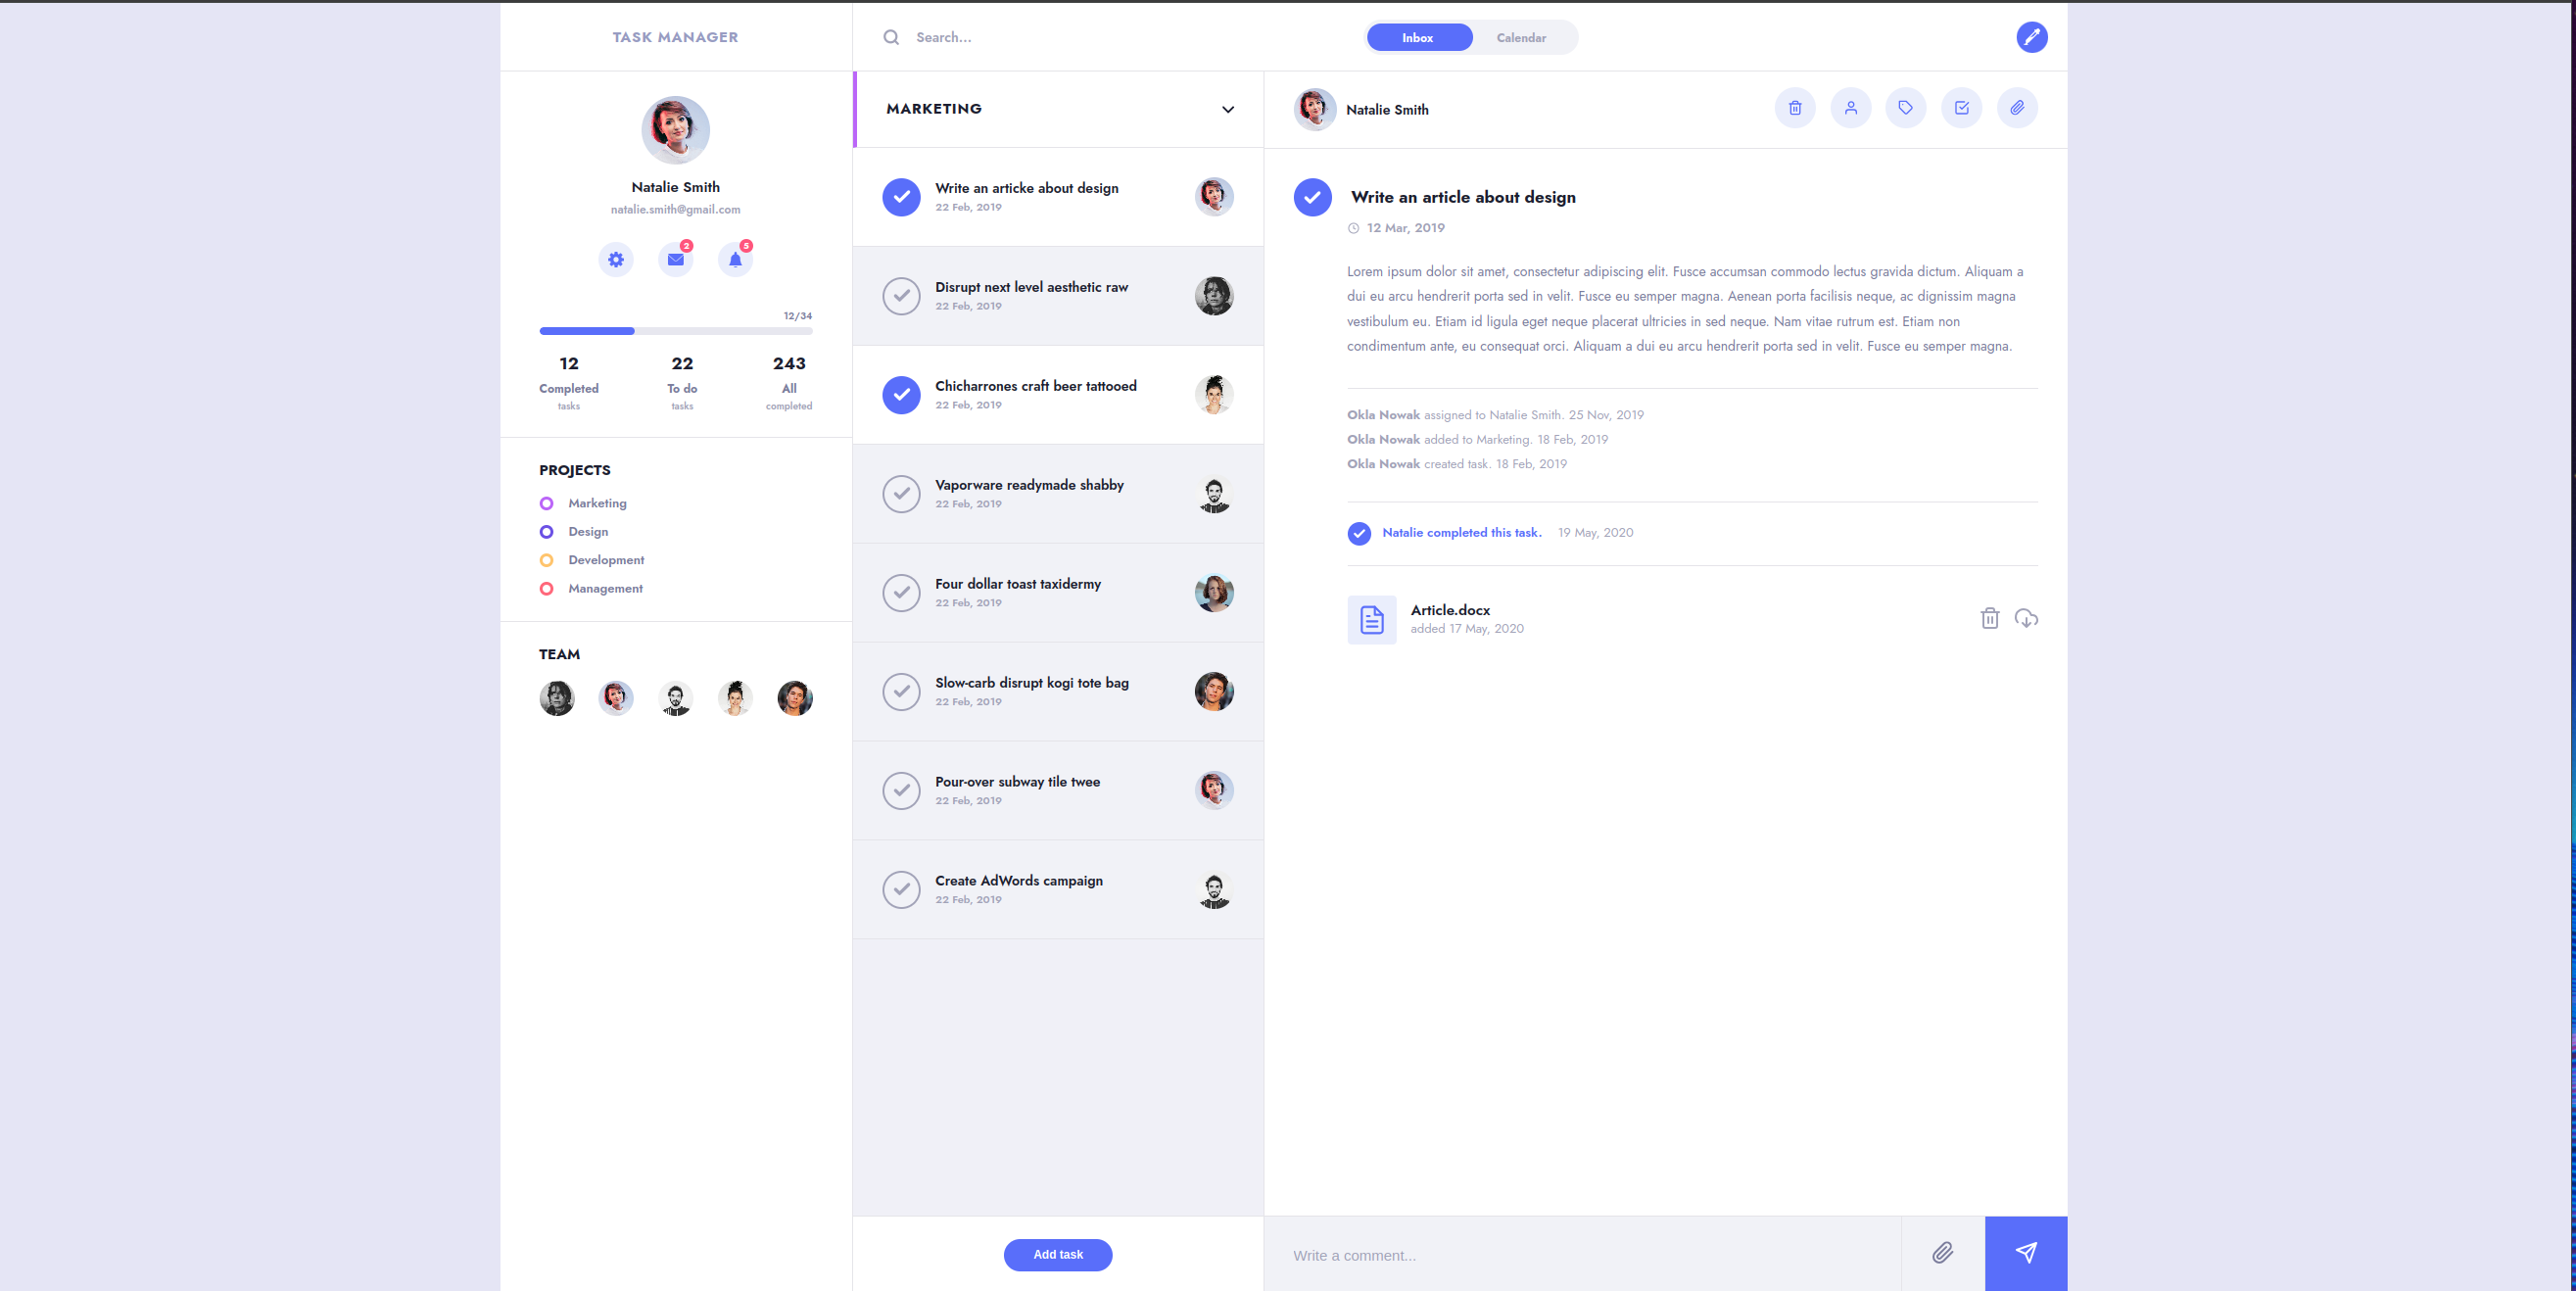 TASK MANAGER
Search...
Inbox
Calendar
Natalie Smith
natalie.smith@gmail.com
2
5
12/34
12
22
243
Completed
To do
All
tasks
tasks
completed
PROJECTS
Marketing
Design
Development
Management
TEAM
MARKETING
Write an articke about design
22 Feb, 2019
Disrupt next level aesthetic raw
22 Feb, 2019
Chicharrones craft beer tattooed
22 Feb, 2019
Vaporware readymade shabby
22 Feb, 2019
Four dollar toast taxidermy
22 Feb, 2019
Slow-carb disrupt kogi tote bag
22 Feb, 2019
Pour-over subway tile twee
22 Feb, 2019
Create AdWords campaign
22 Feb, 2019
Add task
Natalie Smith
Write an article about design
12 Mar, 2019
Lorem ipsum dolor sit amet, consectetur adipiscing elit. Fusce accumsan commodo lectus gravida dictum. Aliquam a
dui eu arcu hendrerit porta sed in velit. Fusce eu semper magna. Aenean porta facilisis neque, ac dignissim magna
vestibulum eu. Etiam id ligula eget neque placerat ultricies in sed neque. Nam vitae rutrum est. Etiam non
condimentum ante, eu consequat orci. Aliquam a dui eu arcu hendrerit porta sed in velit. Fusce eu semper magna.
Okla Nowak assigned to Natalie Smith. 25 Nov, 2019
Okla Nowak added to Marketing. 18 Feb, 2019
Okla Nowak created task. 18 Feb, 2019
Natalie completed this task. 19 May, 2020
Article.docx
added 17 May, 2020
Write a comment...